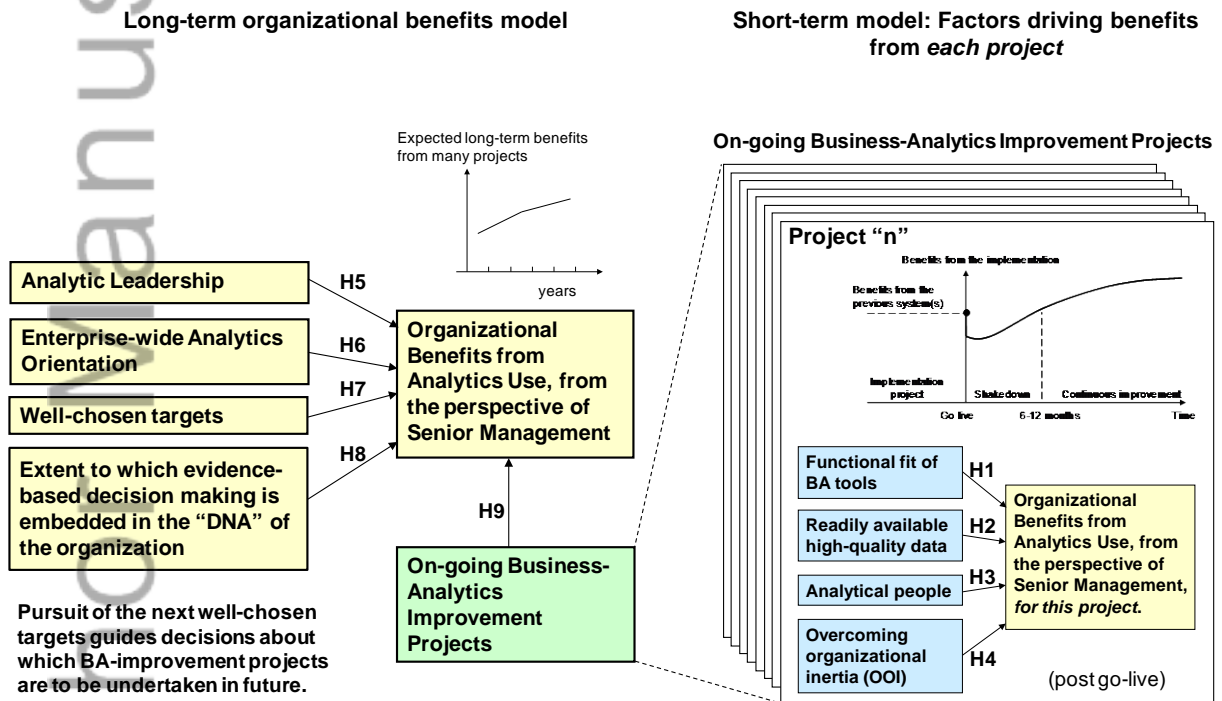 Long-term organizational benefits model
Short-term model: Factors driving benefits
from each project
Expected long-term benefits
from many projects
years
Analytic Leadership
H5
Enterprise-wide Analytics
Orientation
H6
Well-chosen targets
H7
Extent to which evidence-
based decision making is
embedded in the “DNA” of
the organization
H8
Organizational
Benefits from
Analytics Use, from
the perspective of
Senior Management
H9
On-going Business-
Analytics
Improvement
Projects
Pursuit of the next well-chosen
targets guides decisions about
which BA-improvement projects
are to be undertaken in future.
On-going Business-Analytics Improvement Projects
Project “n”
Benefits from the implementation
Benefits from the
previous system(s)
Implementation
project
Shakedown
Continuous improvement
Go live
6-12 months
Time
Functional fit of
BA tools
H1
Readily available
high-quality data
H2
Analytical people
H3
Overcoming
organizational
inertia (OOI)
H4
Organizational
Benefits from
Analytics Use, from
the perspective of
Senior Management,
for this project.
(post go-live)
hor Manus